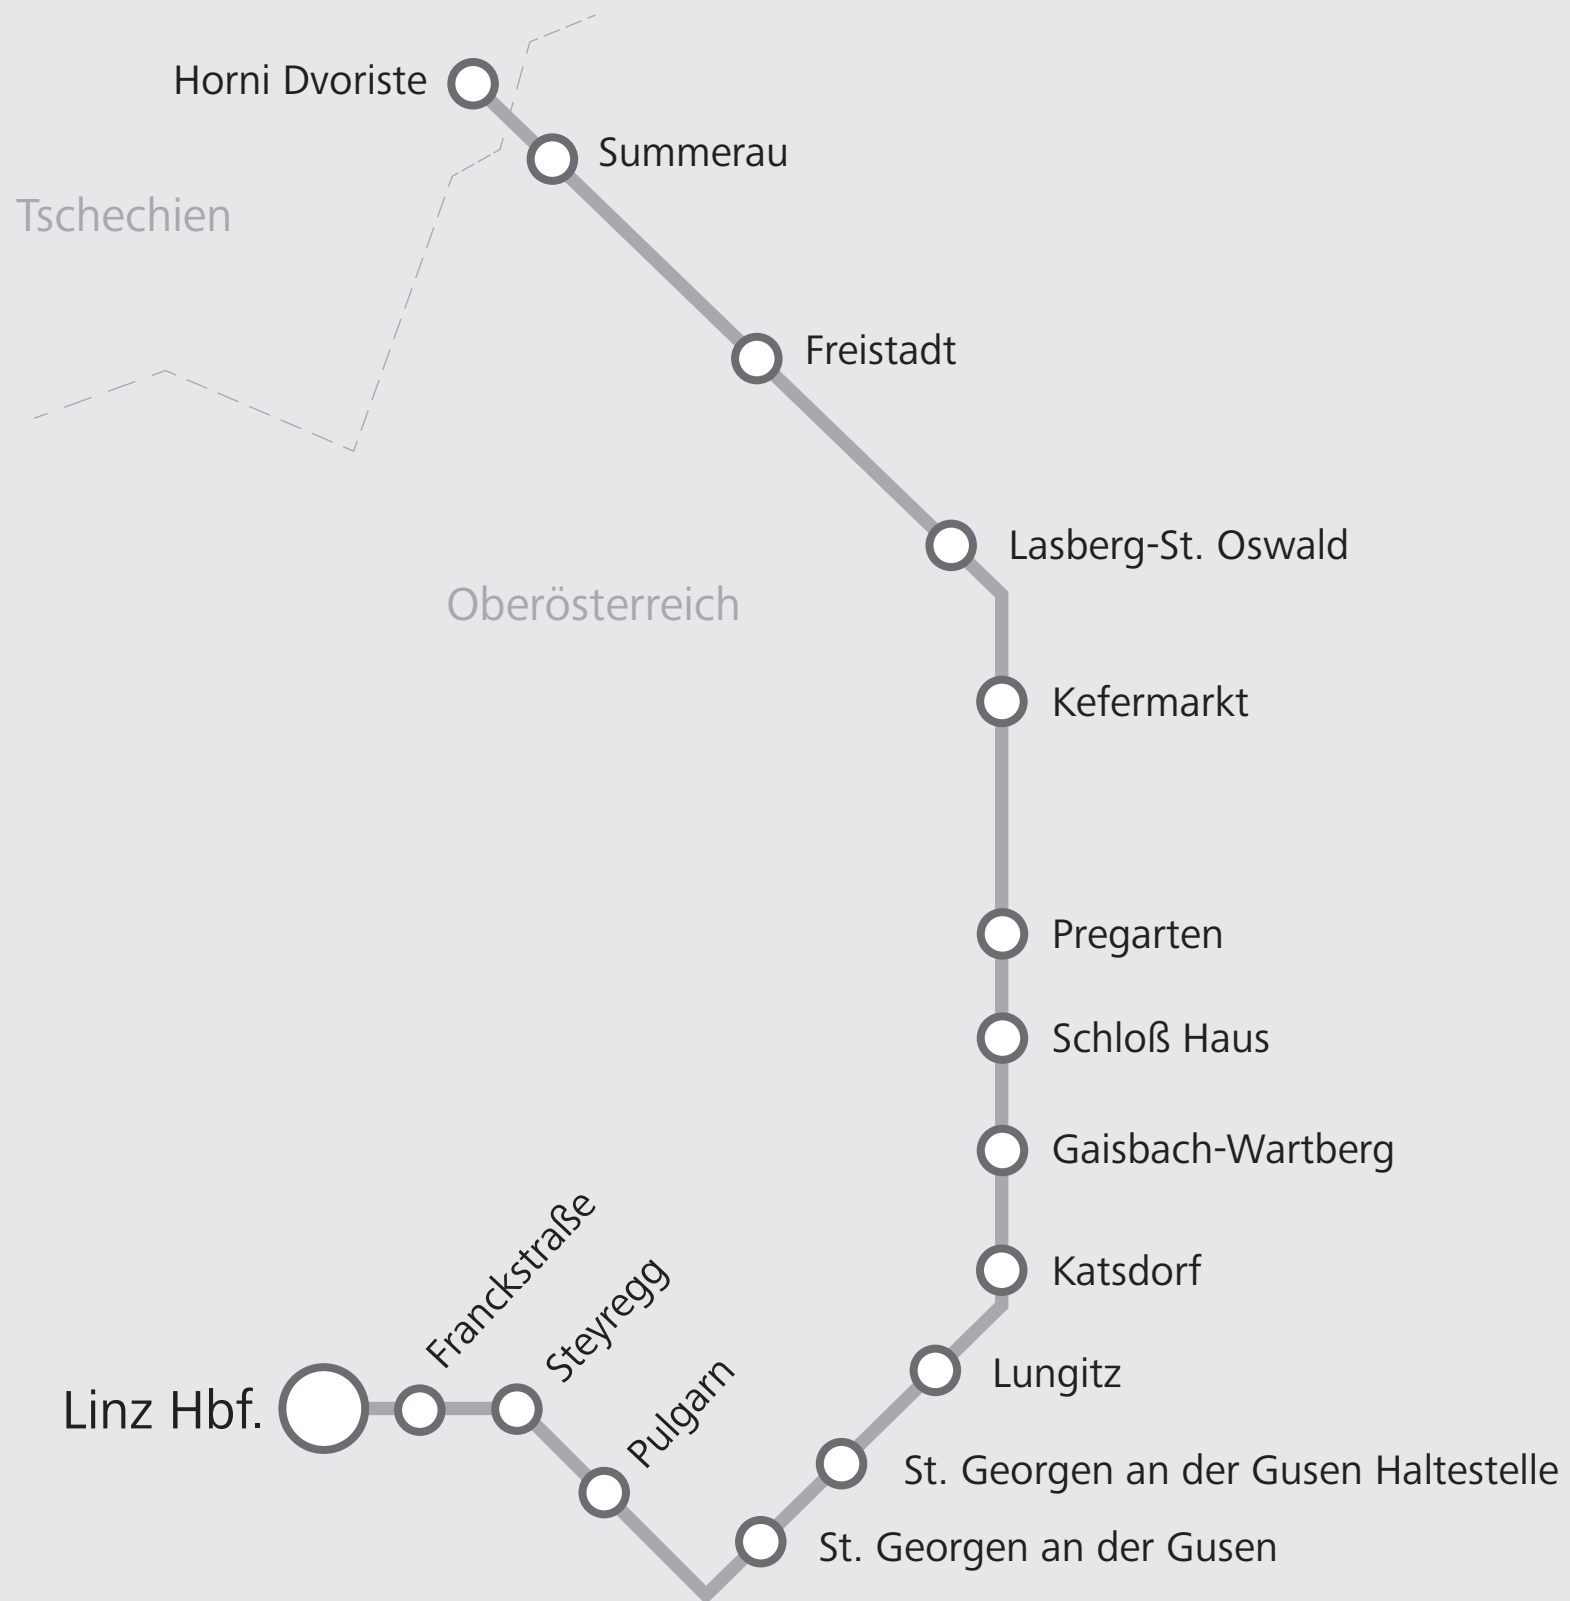 Horni Dvoriste
Summerau
Tschechien
Freistadt
Lasberg-St. Oswald
Oberösterreich
Kefermarkt
Pregarten
Schloß Haus
Gaisbach-Wartberg
Katsdorf
Franckstraße
Steyregg
Pulgarn
Lungitz
Linz Hbf.
St. Georgen an der Gusen Haltestelle
St. Georgen an der Gusen